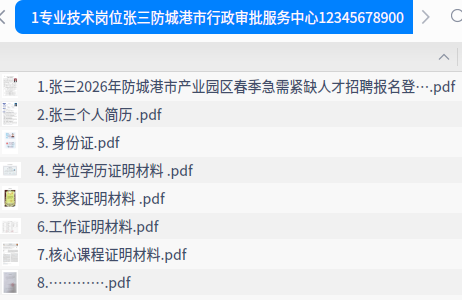 1专业技术岗位张三防城港市行政审批服务中心12345678900
1.张三2026年防城港市产业园区春季急需紧缺人才招聘报名登⋯.pdf
2.张三个人简历 .pdf
3. 身份证.pdf
4. 学位学历证明材料 .pdf
5. 获奖证明材料 .pdf
6.工作证明材料.pdf
7.核心课程证明材料.pdf
8.⋯⋯⋯⋯.pdf